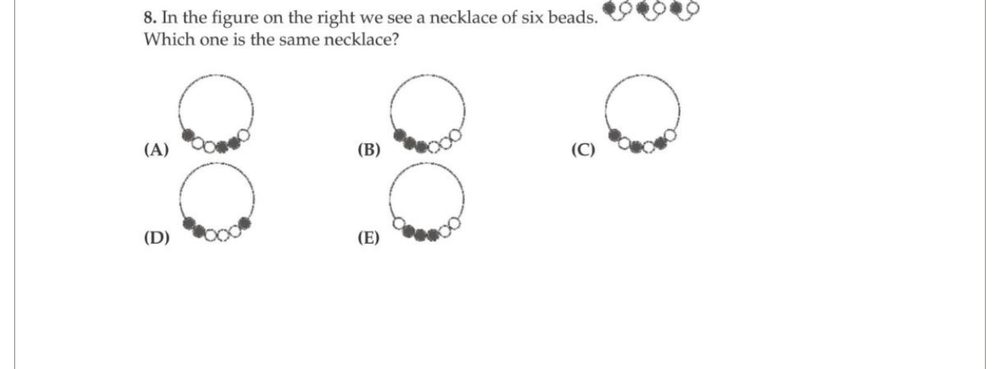 8. In the figure on the right we see a necklace of six beads.
Which one is the same necklace?
(A)
(B)
(C)
(D)
(E)